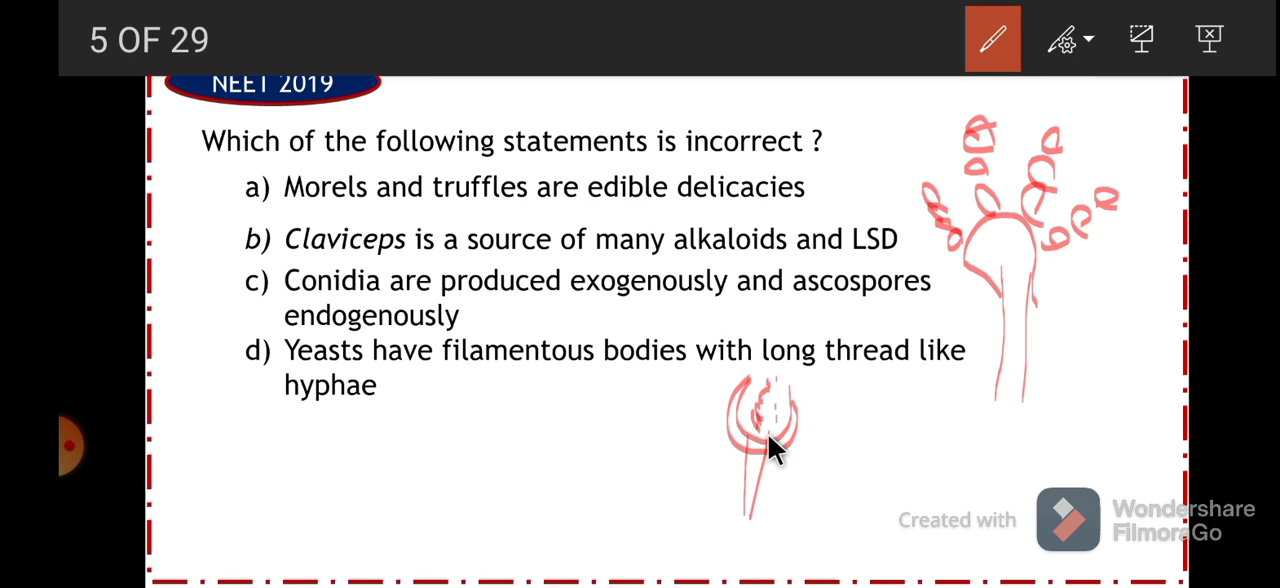 5 OF 29
NEET 2019
Which of the following statements is incorrect ?
a) Morels and truffles are edible delicacies
b) Claviceps is a source of many alkaloids and LSD
c) Conidia are produced exogenously and ascospores
endogenously
d) Yeasts have filamentous bodies with long thread like
hyphae
Created with Wondershare
FilmoraGo